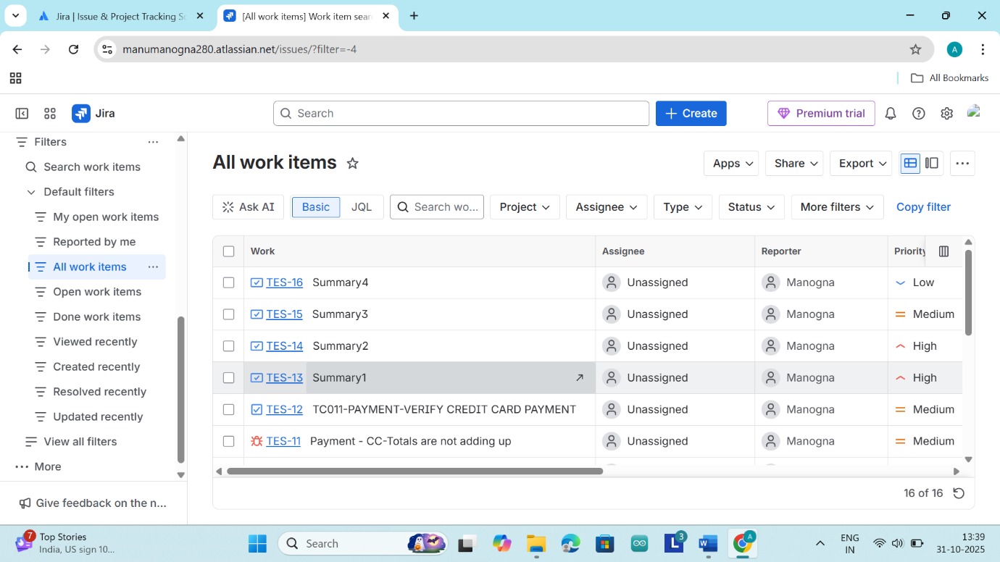 Jira | Issue & Project Tracking So
[All work items] Work item sear
manumanogna280.atlassian.net/issues/?filter=-4
A
All Bookmarks
Jira
Search
Create
Premium trial
Filters
Search work items
Default filters
My open work items
Reported by me
All work items
Open work items
Done work items
Viewed recently
Created recently
Resolved recently
Updated recently
View all filters
More
Give feedback on the n...
All work items
Apps
Share
Export
Ask AI
Basic
JQL
Search wo...
Project
Assignee
Type
Status
More filters
Copy filter
Work Assignee Reporter Priority
TES-16 Summary4 Unassigned Manogna Low
TES-15 Summary3 Unassigned Manogna Medium
TES-14 Summary2 Unassigned Manogna High
TES-13 Summary1 Unassigned Manogna High
TES-12 TC011-PAYMENT-VERIFY CREDIT CARD PAYMENT Unassigned Manogna Medium
TES-11 Payment - CC-Totals are not adding up Unassigned Manogna Medium
16 of 16
7
Top Stories
India, US sign 10...
Search
L
3
W
A
ENG
IN
13:39
31-10-2025